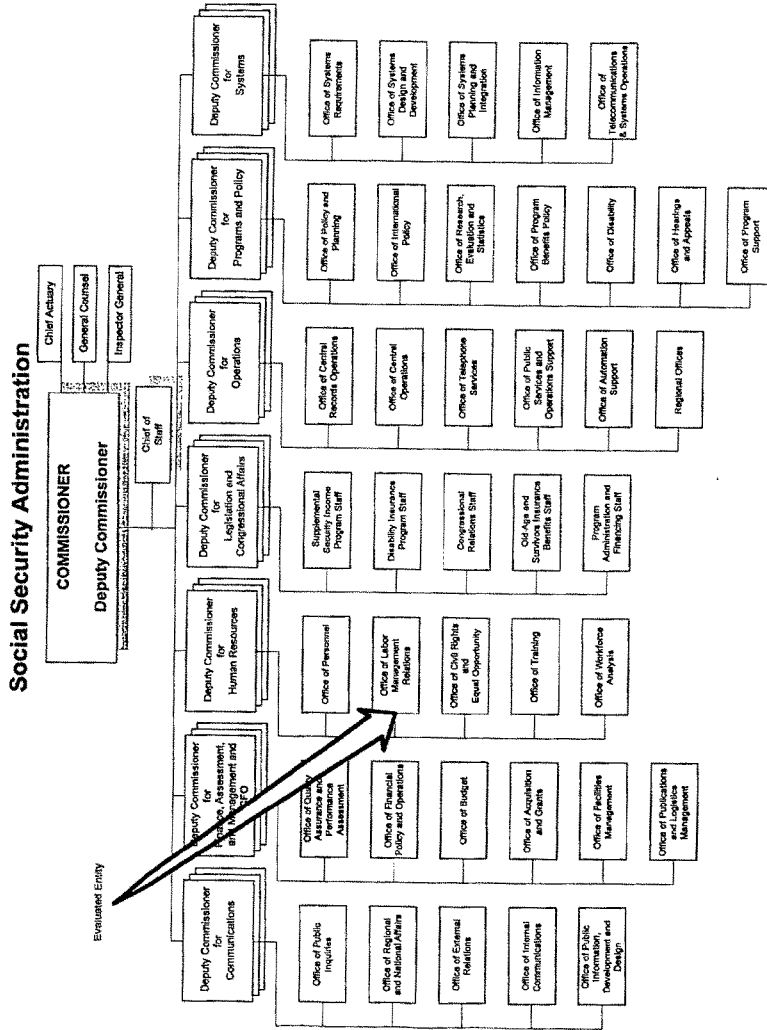 Social Security Administration
COMMISSIONER
Deputy Commissioner
Chief Actuary
General Counsel
Inspector General
Chief of
Staff
Evaluated Entity
Deputy Commissioner
for
Communications
Office of Public
Inquiries
Office of Regional
and National Affairs
Office of External
Relations
Office of Internal
Communications
Office of Public
Information,
Development and
Design
Deputy Commissioner
for
Finance, Assessment,
and Management and
CFO
Office of Quality
Assurance and
Performance
Assessment
Office of Financial
Policy and Operations
Office of Budget
Office of Acquisition
and Grants
Office of Facilities
Management
Office of Publications
and Logistics
Management
Deputy Commissioner
for
Human Resources
Office of Personnel
Office of Labor
Management
Relations
Office of Civil Rights
and
Equal Opportunity
Office of Training
Office of Workforce
Analysis
Deputy Commissioner
for
Legislation and
Congressional Affairs
Supplemental
Security Income
Program Staff
Disability Insurance
Program Staff
Congressional
Relations Staff
Old-Age and
Survivors Insurance
Benefits Staff
Program
Administration and
Financing Staff
Deputy Commissioner
for
Operations
Office of Central
Records Operations
Office of Central
Operations
Office of Telephone
Services
Office of Public
Services and
Operations Support
Office of Automation
Support
Regional Offices
Deputy Commissioner
for
Programs and Policy
Office of Policy and
Planning
Office of International
Policy
Office of Research,
Evaluation and
Statistics
Office of Program
Benefits Policy
Office of Disability
Office of Hearings
and Appeals
Office of Program
Support
Deputy Commissioner
for
Systems
Office of Systems
Requirements
Office of Systems
Design and
Development
Office of Systems
Planning and
Integration
Office of Information
Management
Office of
Telecommunications
& Systems Operations